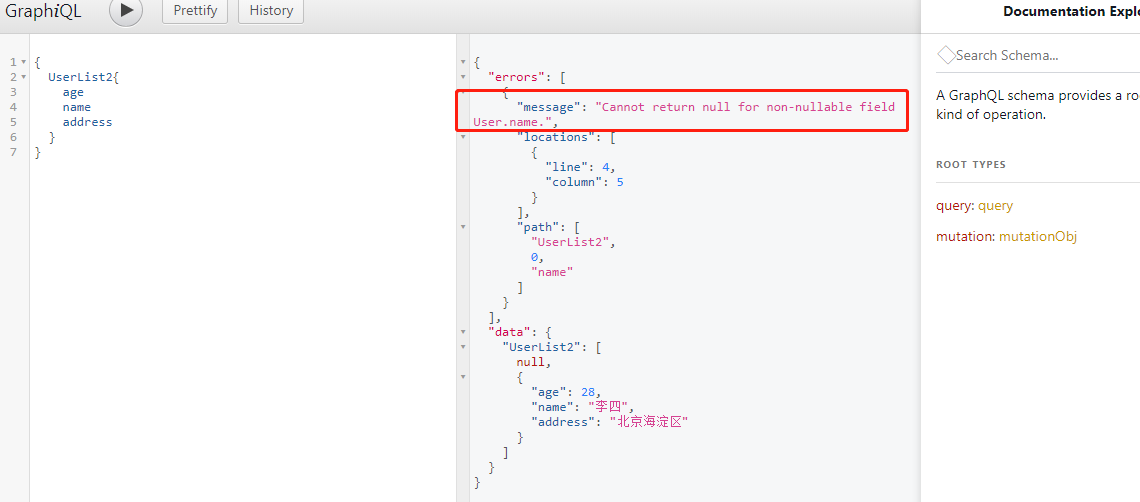 GraphiQL
Prettify
History
Documentation Explo
1 {
2 UserList2{
3 age
4 name
5 address
6 }
7 }
{
"errors": [
{
"message": "Cannot return null for non-nullable field
User.name.",
"locations": [
{
"line": 4,
"column": 5
}
],
"path": [
"UserList2",
0,
"name"
]
}
],
"data": {
"UserList2": [
null,
{
"age": 28,
"name": "李四",
"address": "北京海淀区"
}
]
}
}
Search Schema...
A GraphQL schema provides a ro
kind of operation.
ROOT TYPES
query: query
mutation: mutationObj